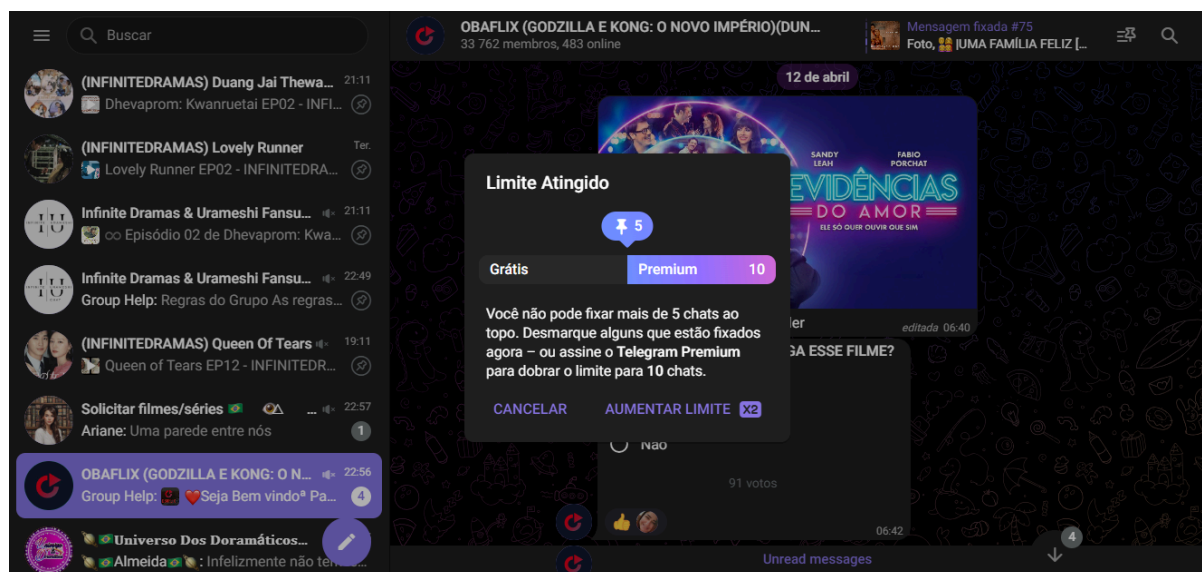 Buscar
(INFINITEDRAMAS) Duang Jai Thewa... 21:11
Dhevaprom: Kwanruetai EP02 - INFI...
(INFINITEDRAMAS) Lovely Runner Ter.
Lovely Runner EP02 - INFINITEDRA...
Infinite Dramas & Urameshi Fansu... 21:11
∞ Episódio 02 de Dhevaprom: Kwa...
Infinite Dramas & Urameshi Fansu... 22:49
Group Help: Regras do Grupo As regras...
(INFINITEDRAMAS) Queen Of Tears 19:11
Queen of Tears EP12 - INFINITEDR...
Solicitar filmes/séries ... 22:57
Ariane: Uma parede entre nós 1
OBAFLIX (GODZILLA E KONG: O N... 22:56
Group Help: Seja Bem vindoª Pa... 4
Universo Dos Doramáticos...
Almeida: Infelizmente não te
OBAFLIX (GODZILLA E KONG: O NOVO IMPÉRIO)(DUN...
33 762 membros, 483 online
Mensagem fixada #75
Foto, |UMA FAMÍLIA FELIZ [...
12 de abril
SANDY LEAH
FABIO PORCHAT
EVIDÊNCIAS
DO AMOR
ELE SÓ QUER OUVIR QUE SIM
ler
editada 06:40
GA ESSE FILME?
Limite Atingido
5
Grátis Premium 10
Você não pode fixar mais de 5 chats ao
topo. Desmarque alguns que estão fixados
agora – ou assine o Telegram Premium
para dobrar o limite para 10 chats.
CANCELAR AUMENTAR LIMITE X2
Não
91 votos
06:42
4
Unread messages